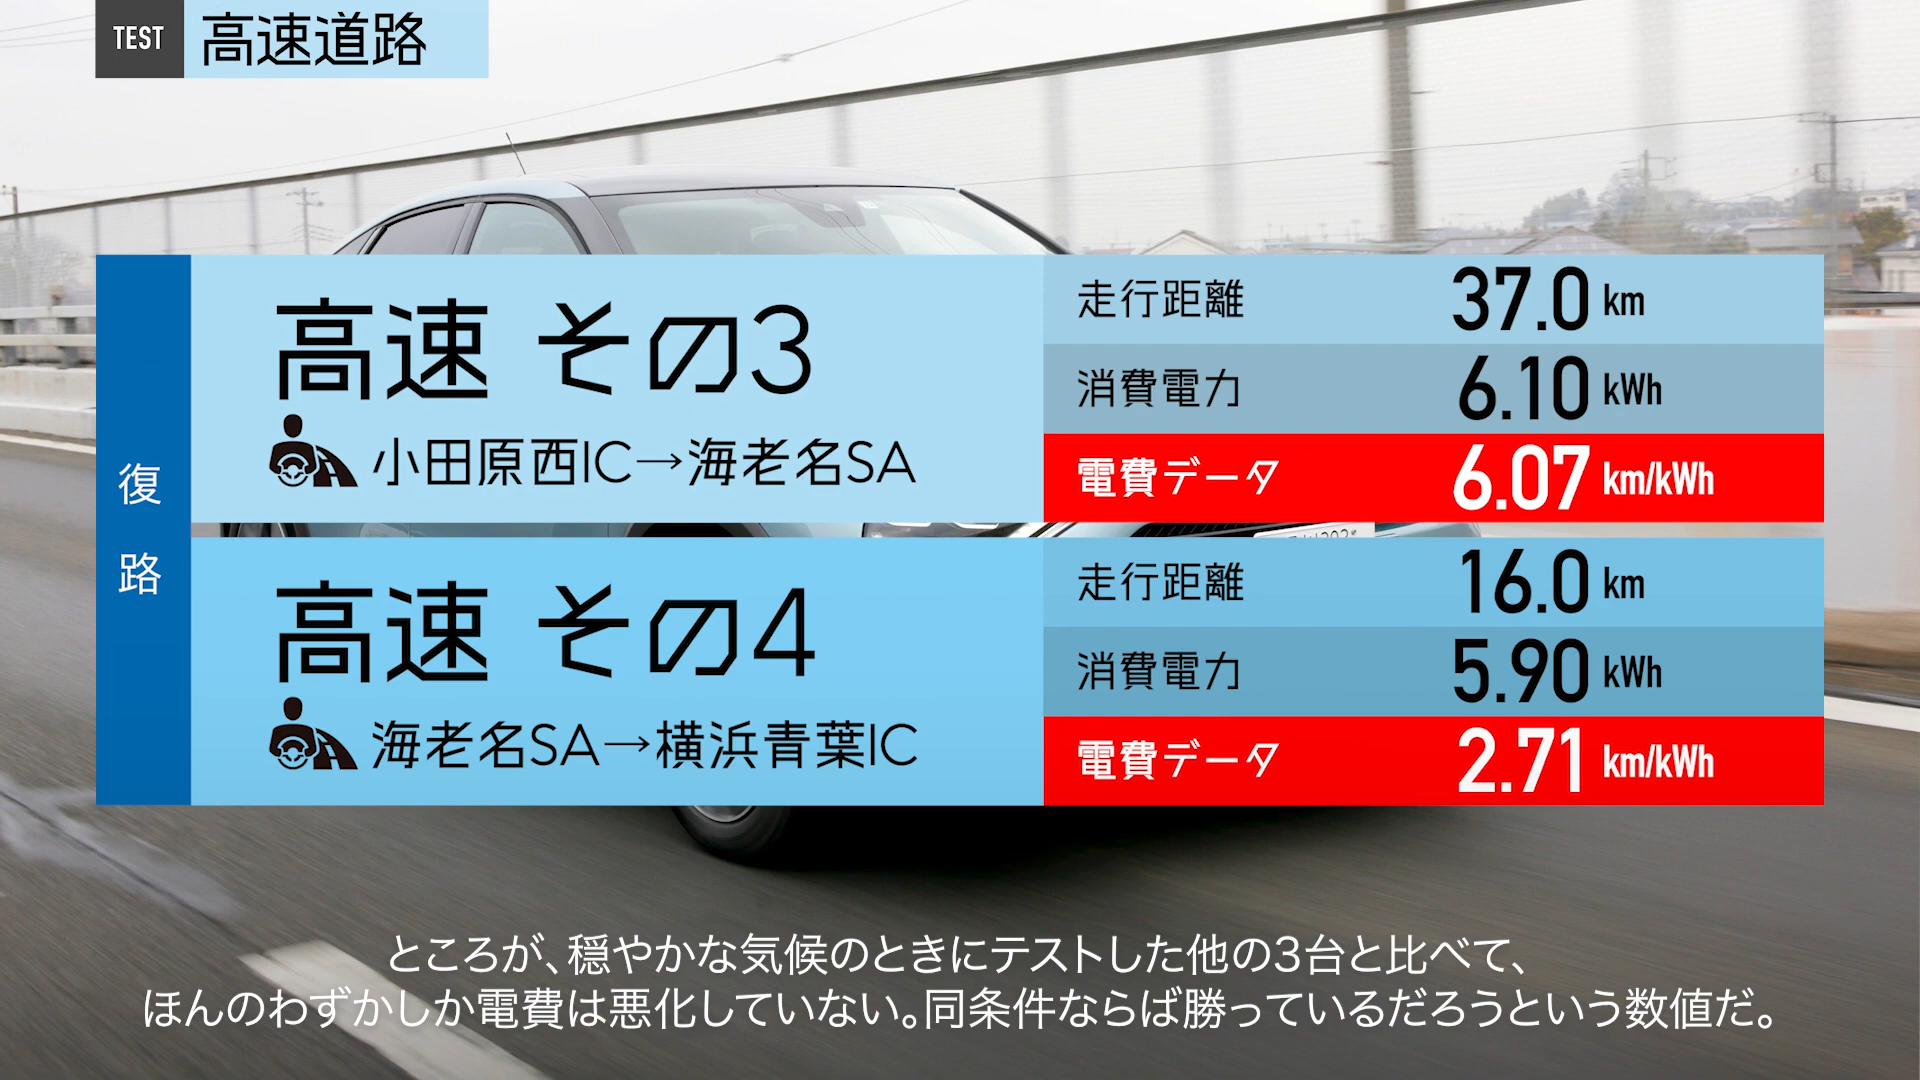 TEST 高速道路
復路
高速 その3
小田原西IC→海老名SA
走行距離 37.0 km
消費電力 6.10 kWh
電費データ 6.07 km/kWh
高速 その4
海老名SA→横浜青葉IC
走行距離 16.0 km
消費電力 5.90 kWh
電費データ 2.71 km/kWh
ところが、穏やかな気候のときにテストした他の3台と比べて、
ほんのわずかしか電費は悪化していない。同条件ならば勝っているだろうという数値だ。